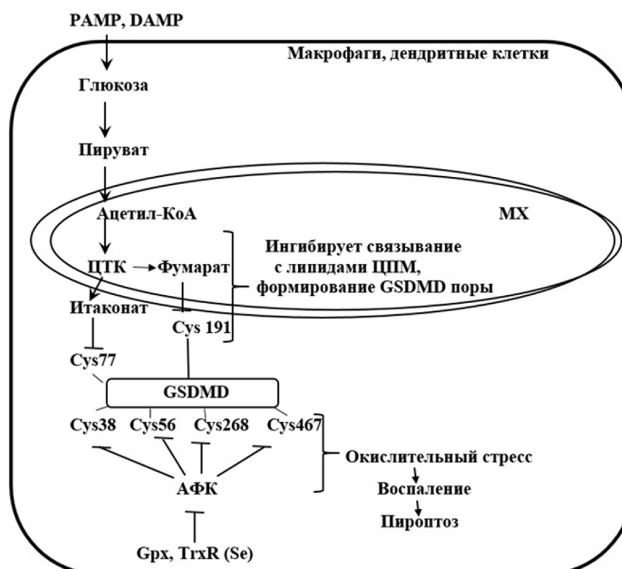 PAMP, DAMP
Макрофаги, дендритные клетки
Глюкоза
Пируват
Ацетил-КоА
МХ
ЦТК
Фумарат
Ингибирует связывание
с липидами ЦПМ,
формирование GSDMD поры
Итаконат
Cys 191
Cys77
GSDMD
Cys38 Cys56 Cys268 Cys467
Окислительный стресс
АФК
Воспаление
Пироптоз
Gpx, TrxR (Se)